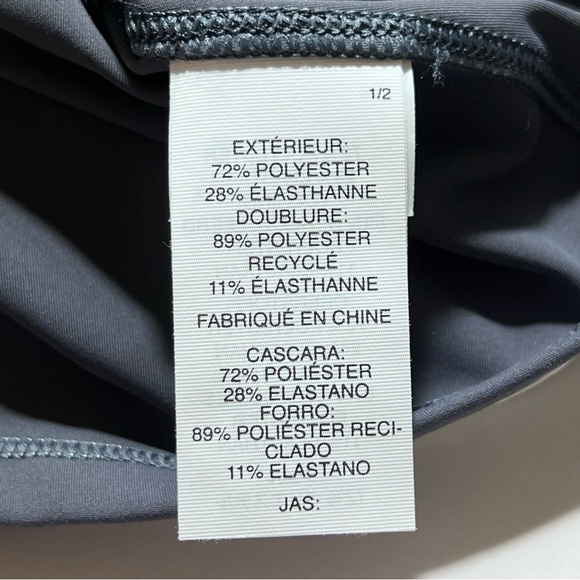 1/2
EXTÉRIEUR:
72% POLYESTER
28% ÉLASTHANNE
DOUBLURE:
89% POLYESTER
RECYCLÉ
11% ÉLASTHANNE
FABRIQUÉ EN CHINE
CASCARA:
72% POLIÉSTER
28% ELASTANO
FORRO:
89% POLIÉSTER RECI-
CLADO
11% ELASTANO
JAS: